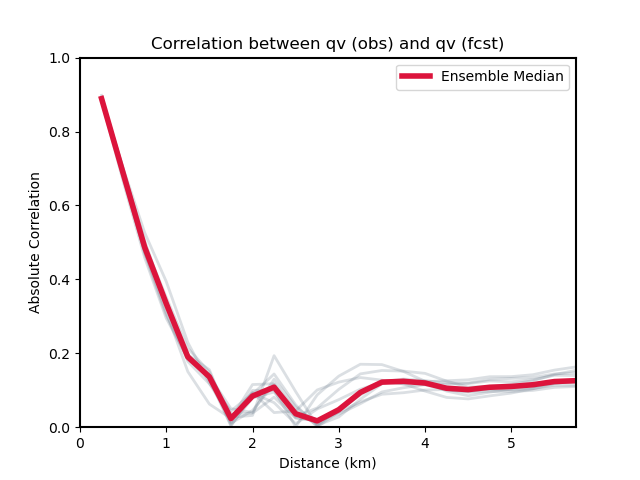 Correlation between qv (obs) and qv (fcst)
Ensemble Median
1.0
0.8
0.6
0.4
0.2
0.0
Absolute Correlation
0 1 2 3 4 5
Distance (km)